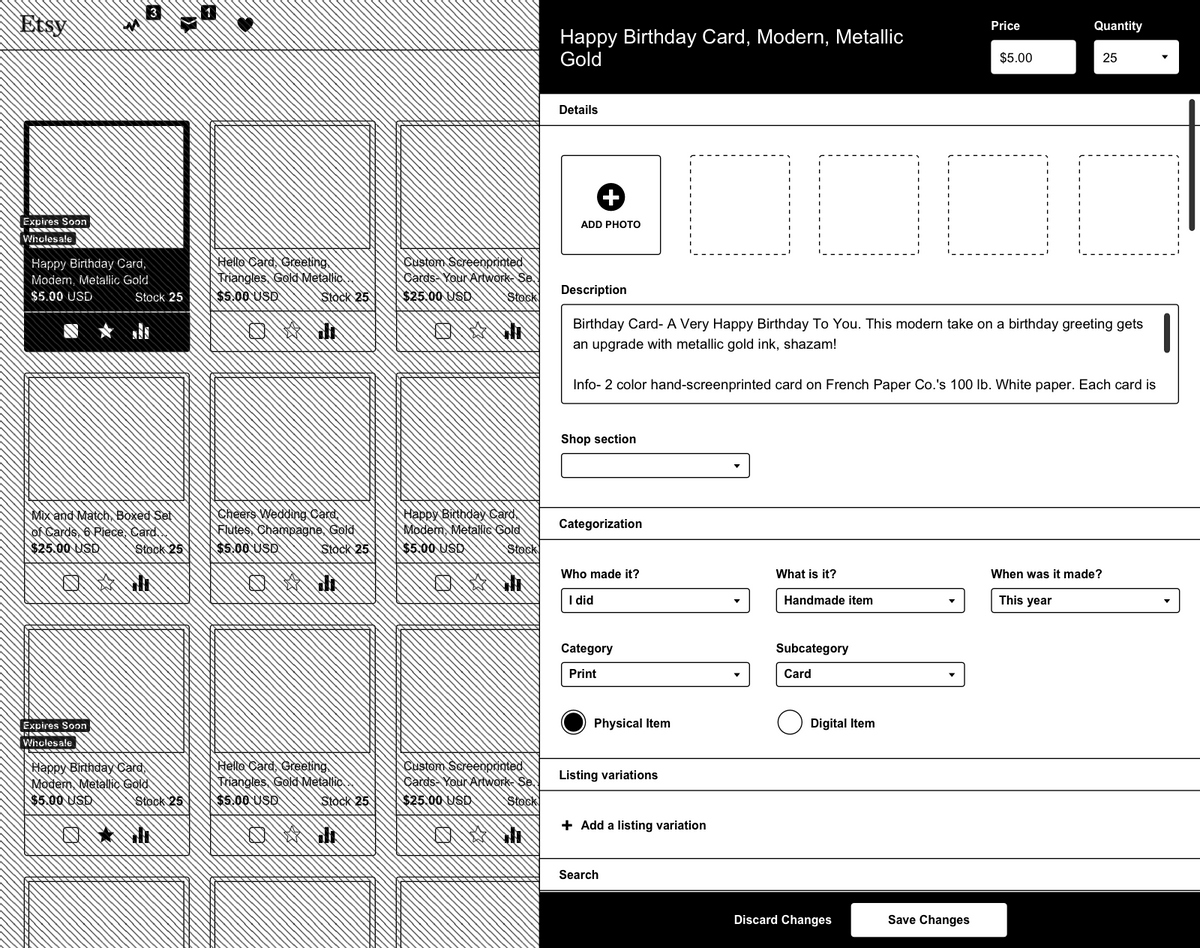 Etsy
3
1
Expires Soon
Wholesale
Happy Birthday Card,
Modern, Metallic Gold
$5.00 USD Stock 25
Hello Card, Greeting,
Triangles, Gold Metallic...
$5.00 USD Stock 25
Custom Screenprinted
Cards- Your Artwork- Se
$25.00 USD Stock
Mix and Match, Boxed Set
of Cards, 6 Piece, Card...
$25.00 USD Stock 25
Cheers Wedding Card,
Flutes, Champagne, Gold
$5.00 USD Stock 25
Happy Birthday Card,
Modern, Metallic Gold
$5.00 USD Stock
Expires Soon
Wholesale
Happy Birthday Card,
Modern, Metallic Gold
$5.00 USD Stock 25
Hello Card, Greeting,
Triangles, Gold Metallic...
$5.00 USD Stock 25
Custom Screenprinted
Cards- Your Artwork- Se
$25.00 USD Stock
Happy Birthday Card, Modern, Metallic
Gold
Price
$5.00
Quantity
25
Details
ADD PHOTO
Description
Birthday Card- A Very Happy Birthday To You. This modern take on a birthday greeting gets
an upgrade with metallic gold ink, shazam!
Info- 2 color hand-screenprinted card on French Paper Co.'s 100 lb. White paper. Each card is
Shop section
Categorization
Who made it? What is it? When was it made?
I did Handmade item This year
Category Subcategory
Print Card
Physical Item Digital Item
Listing variations
Add a listing variation
Search
Discard Changes Save Changes